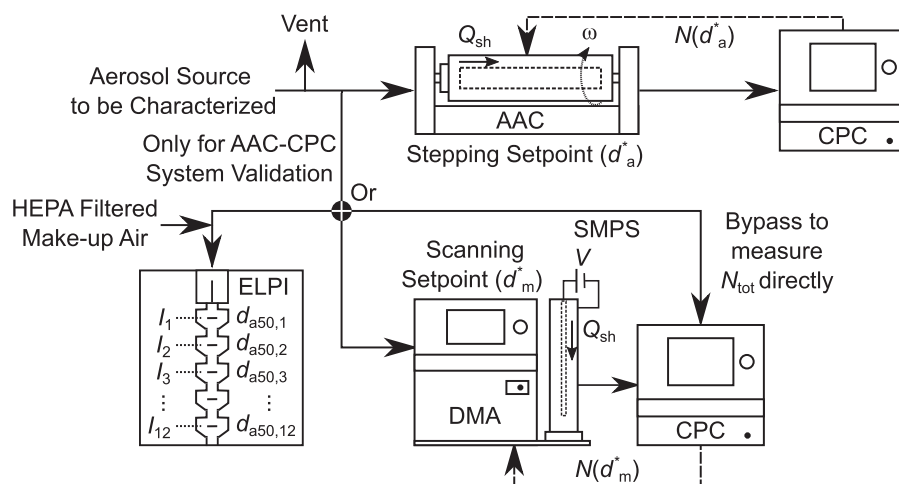 Vent
Aerosol Source
to be Characterized
Q_sh
ω
N(d*_a)
AAC
CPC
Stepping Setpoint (d*_a)
Only for AAC-CPC
System Validation
Or
HEPA Filtered
Make-up Air
ELPI
I_1 d_a50,1
I_2 d_a50,2
I_3 d_a50,3
⋮ ⋮
I_12 d_a50,12
Scanning
Setpoint (d*_m)
SMPS
V
Q_sh
DMA
Bypass to
measure
N_tot directly
CPC
N(d*_m)